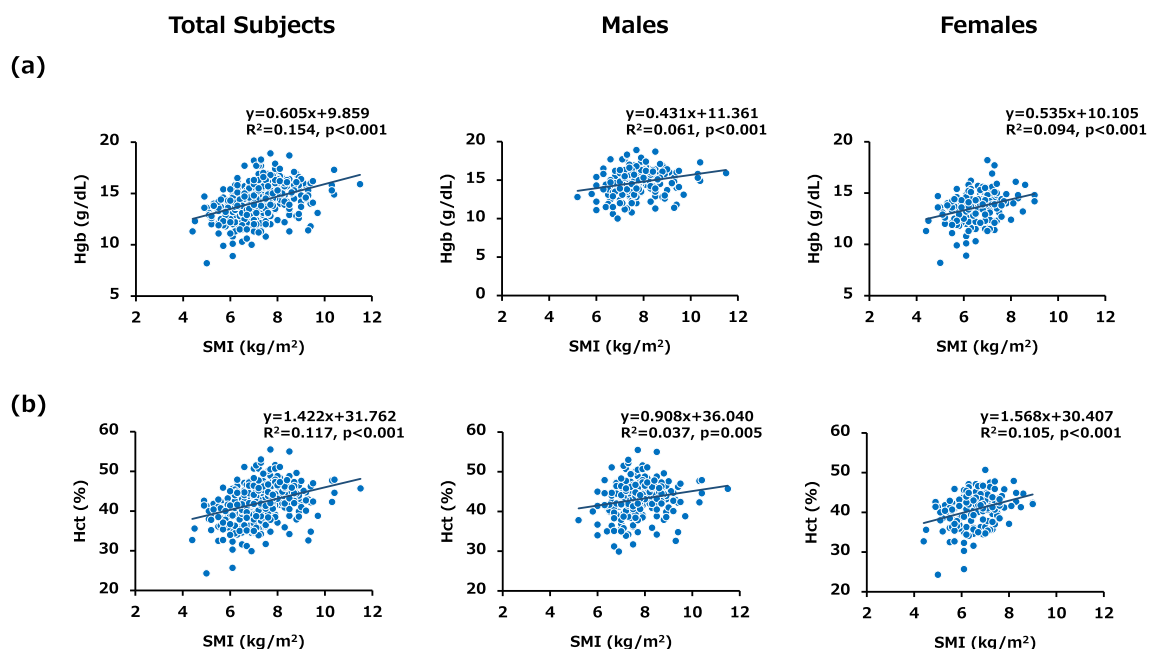 Total Subjects
Males
Females
(a)
y=0.605x+9.859
R²=0.154, p<0.001
Hgb (g/dL)
20
15
10
5
2 4 6 8 10 12
SMI (kg/m²)
y=0.431x+11.361
R²=0.061, p<0.001
Hgb (g/dL)
20
15
10
5
0
2 4 6 8 10 12
SMI (kg/m²)
y=0.535x+10.105
R²=0.094, p<0.001
Hgb (g/dL)
20
15
10
5
2 4 6 8 10 12
SMI (kg/m²)
(b)
y=1.422x+31.762
R²=0.117, p<0.001
Hct (%)
60
50
40
30
20
2 4 6 8 10 12
SMI (kg/m²)
y=0.908x+36.040
R²=0.037, p=0.005
Hct (%)
60
50
40
30
20
2 4 6 8 10 12
SMI (kg/m²)
y=1.568x+30.407
R²=0.105, p<0.001
Hct (%)
60
50
40
30
20
2 4 6 8 10 12
SMI (kg/m²)